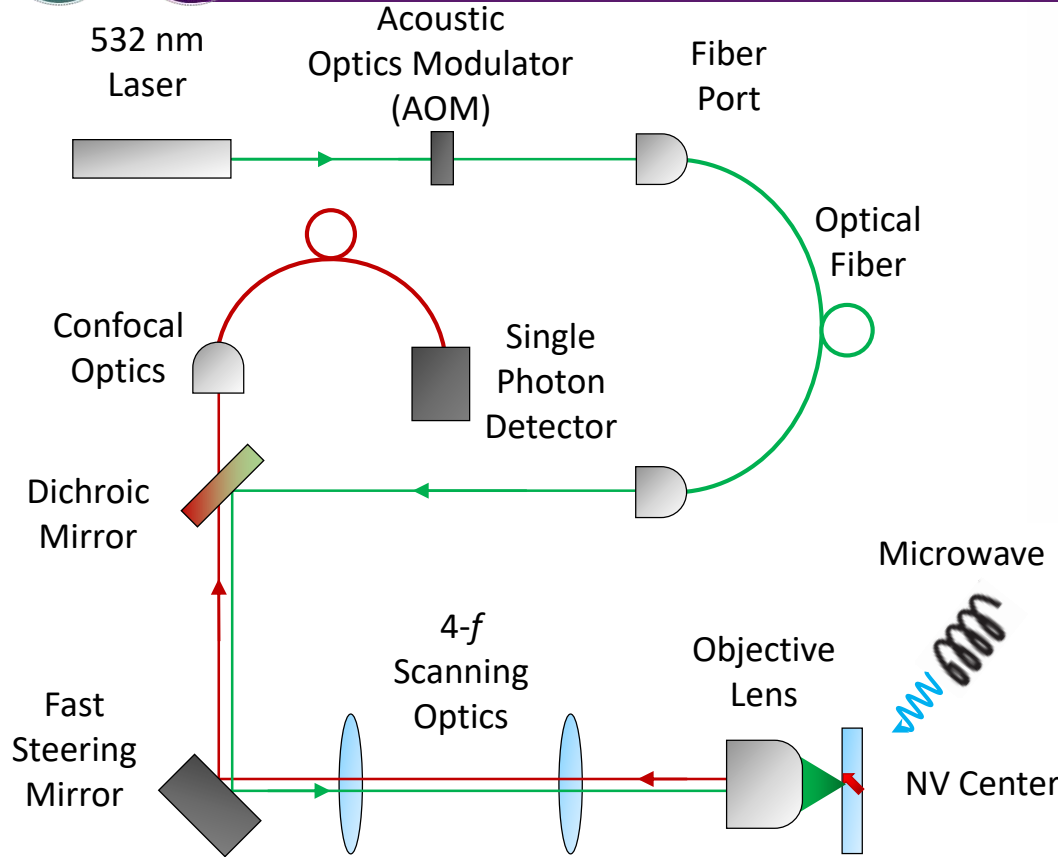 532 nm
Laser
Acoustic
Optics Modulator
(AOM)
Fiber
Port
Optical
Fiber
Confocal
Optics
Single
Photon
Detector
Dichroic
Mirror
Microwave
4-f
Scanning
Optics
Objective
Lens
Fast
Steering
Mirror
NV Center